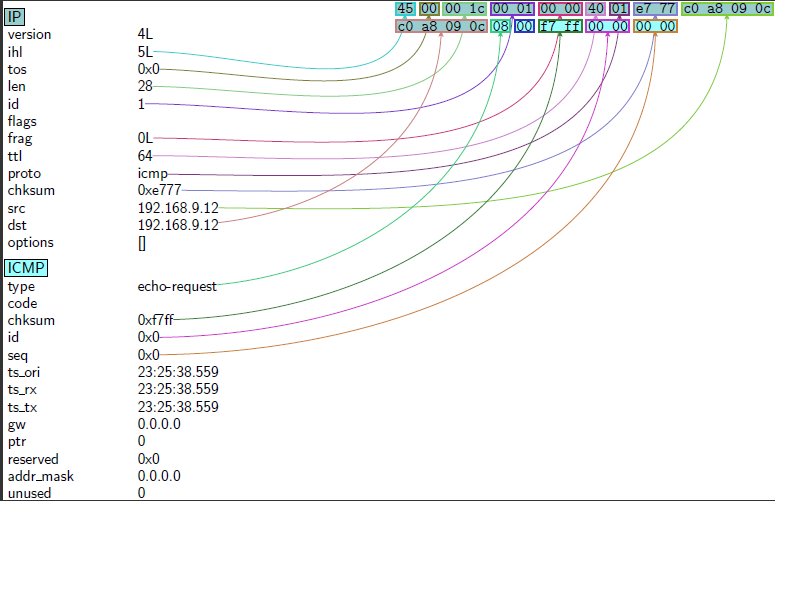 45 00 00 1c 00 01 00 00 40 01 e7 77 c0 a8 09 0c
c0 a8 09 0c 08 00 f7 ff 00 00 00 00
IP
version 4L
ihl 5L
tos 0x0
len 28
id 1
flags
frag 0L
ttl 64
proto icmp
chksum 0xe777
src 192.168.9.12
dst 192.168.9.12
options []
ICMP
type echo-request
code
chksum 0xf7ff
id 0x0
seq 0x0
ts_ori 23:25:38.559
ts_rx 23:25:38.559
ts_tx 23:25:38.559
gw 0.0.0.0
ptr 0
reserved 0x0
addr_mask 0.0.0.0
unused 0